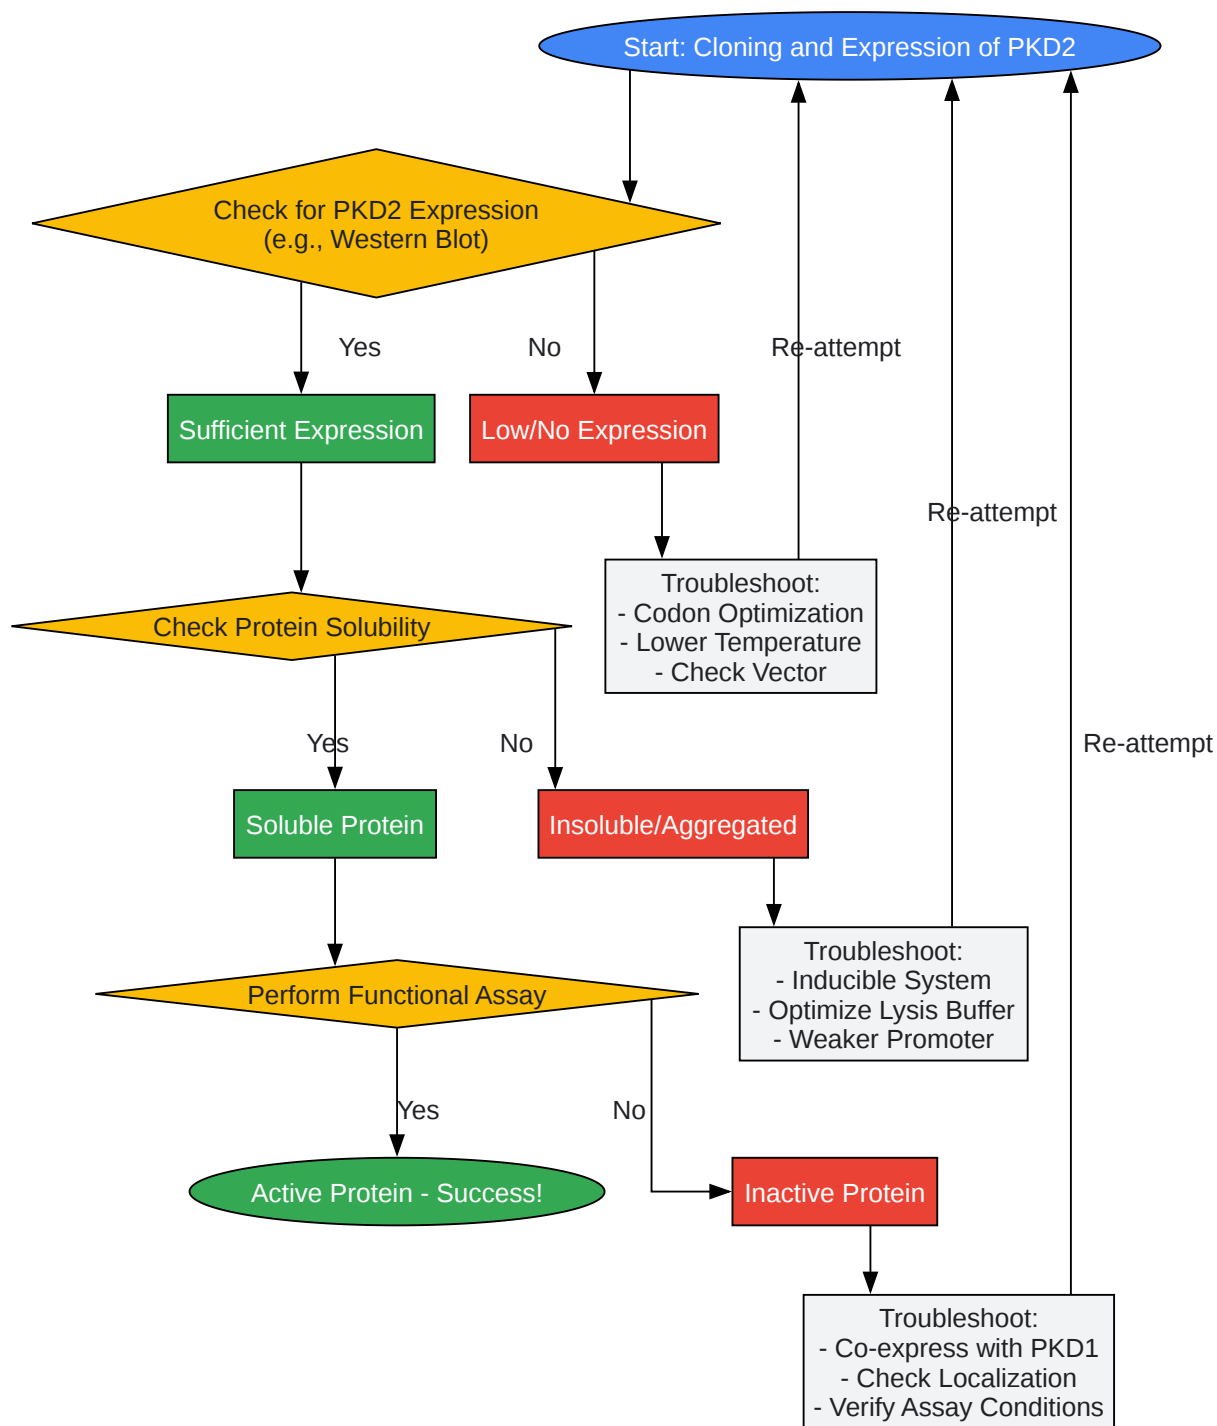 Start: Cloning and Expression of PKD2
Check for PKD2 Expression
(e.g., Western Blot)
Yes
No
Re-attempt
Sufficient Expression
Low/No Expression
Re-attempt
Troubleshoot:
- Codon Optimization
- Lower Temperature
- Check Vector
Check Protein Solubility
Yes
No
Re-attempt
Soluble Protein
Insoluble/Aggregated
Troubleshoot:
- Inducible System
- Optimize Lysis Buffer
- Weaker Promoter
Perform Functional Assay
Yes
No
Active Protein - Success!
Inactive Protein
Troubleshoot:
- Co-express with PKD1
- Check Localization
- Verify Assay Conditions